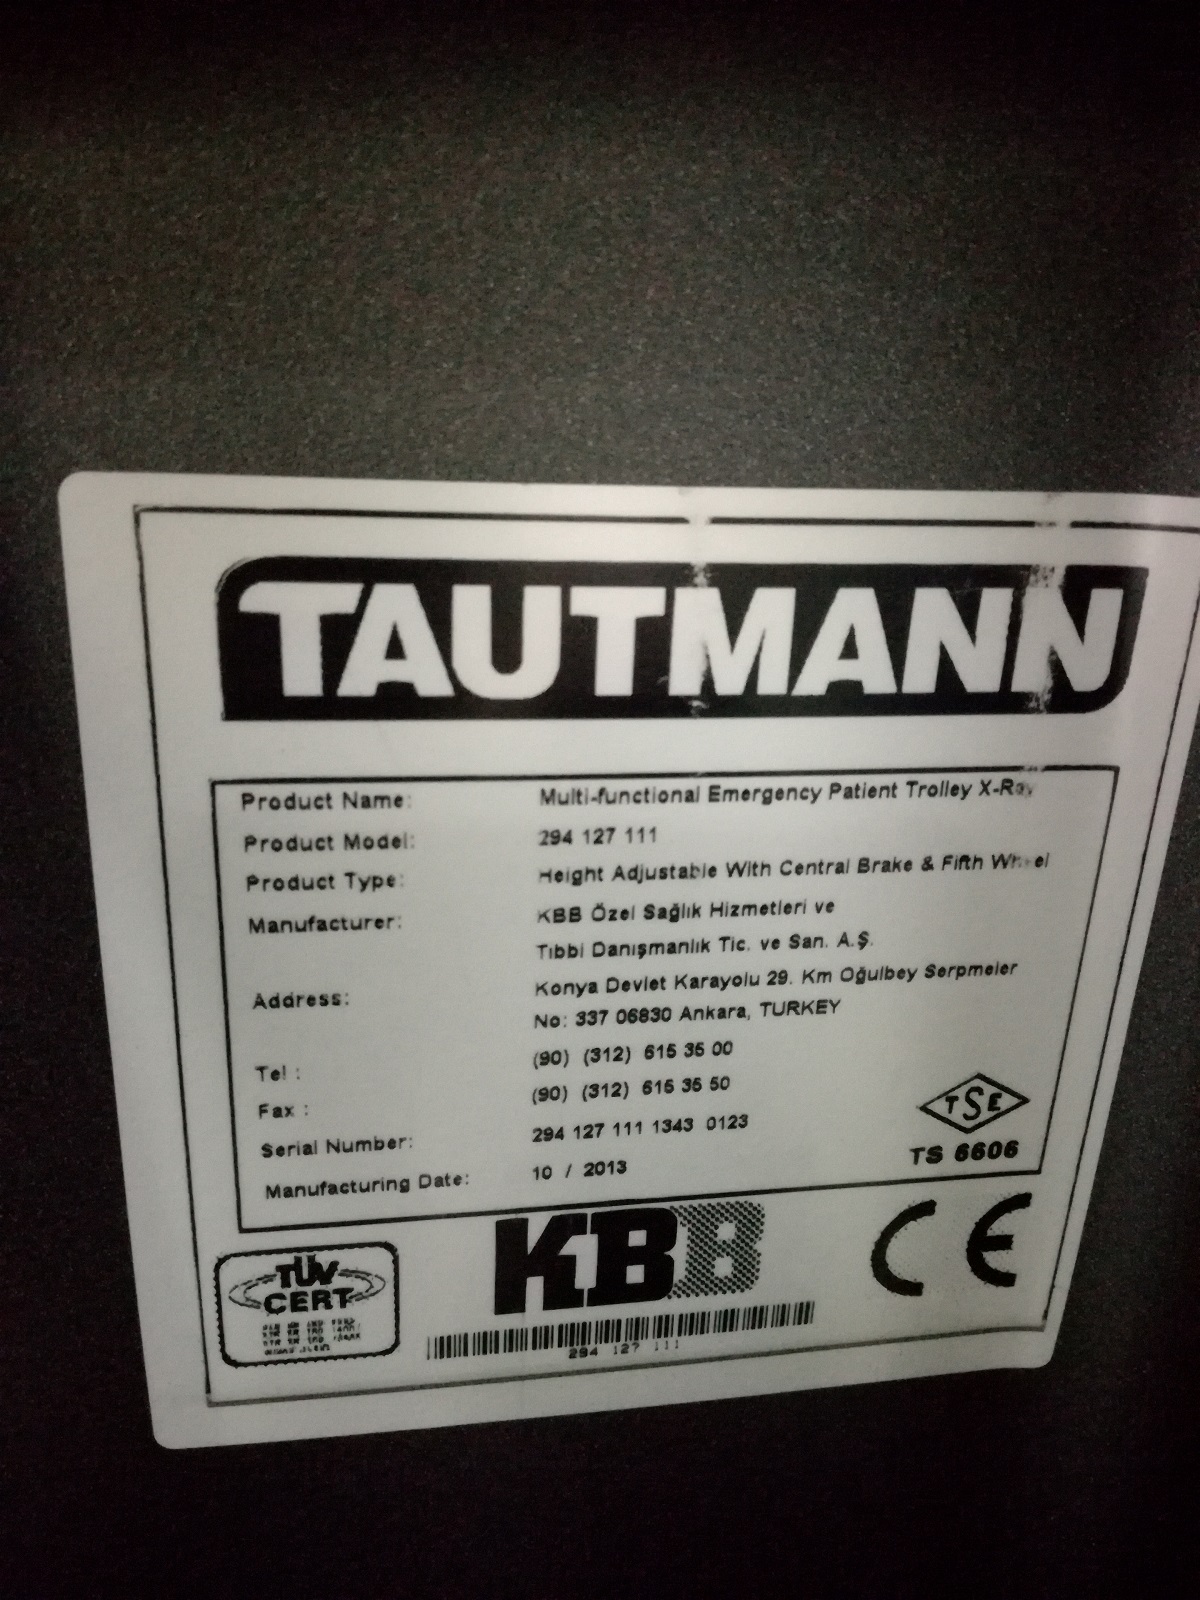 TAUTMANN
Product Name: Multi-functional Emergency Patient Trolley X-Ray
Product Model: 294 127 111
Product Type: Height Adjustable With Central Brake & Fifth Wheel
Manufacturer: KBB Özel Sağlık Hizmetleri ve
Tıbbi Danışmanlık Tic. ve San. A.Ş.
Address: Konya Devlet Karayolu 29. Km Oğulbey Serpmeler
No: 337 06830 Ankara, TURKEY
Tel : (90) (312) 615 35 00
Fax : (90) (312) 615 35 50
Serial Number: 294 127 111 1343 0123
Manufacturing Date: 10 / 2013
TSE
TS 6606
TÜV
CERT
KBB
CE
294 127 111